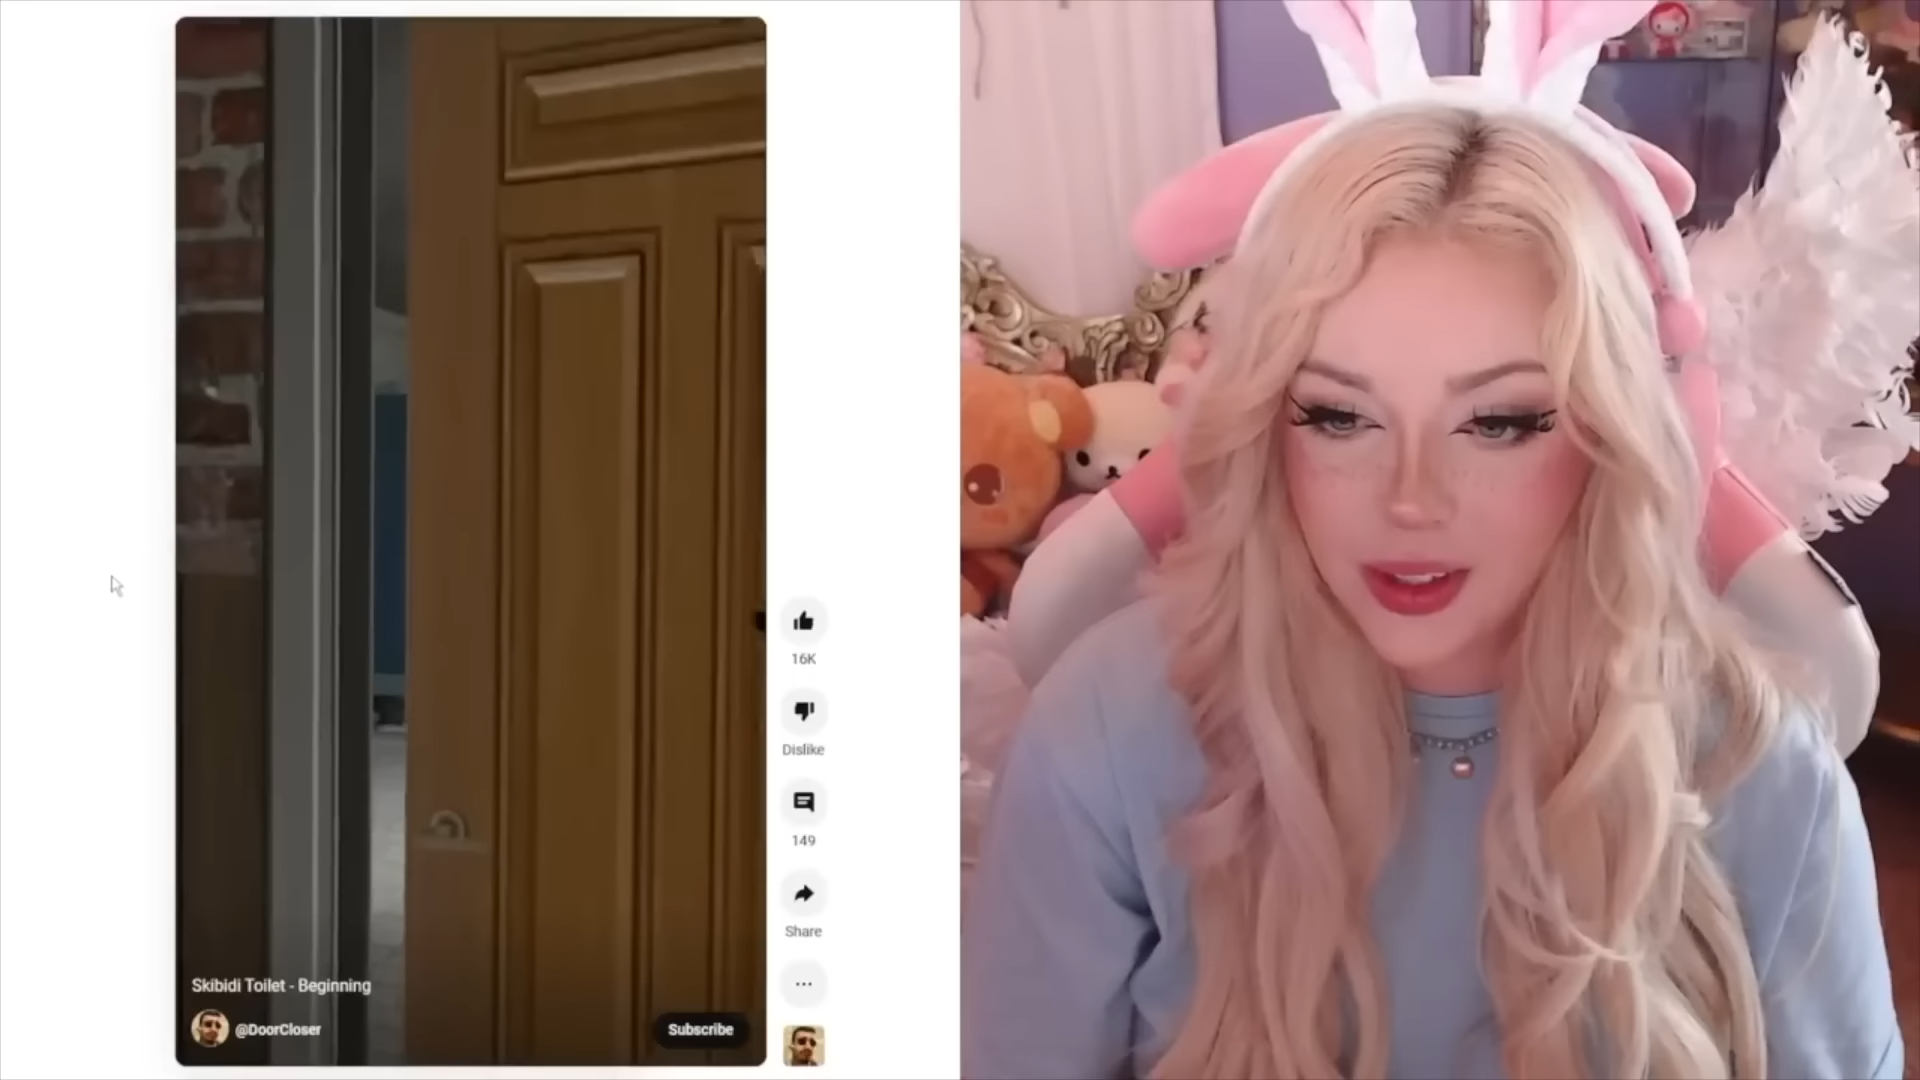 16K
Dislike
149
Share
Skibidi Toilet - Beginning
@DoorCloser
Subscribe